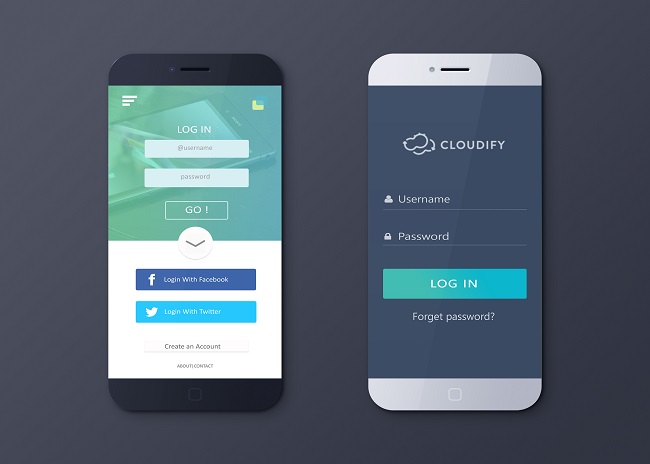 LOG IN
@username
password
GO !
Login With Facebook
Login With Twitter
Create an Account
ABOUT| CONTACT
CLOUDIFY
Username
Password
LOG IN
Forget password?